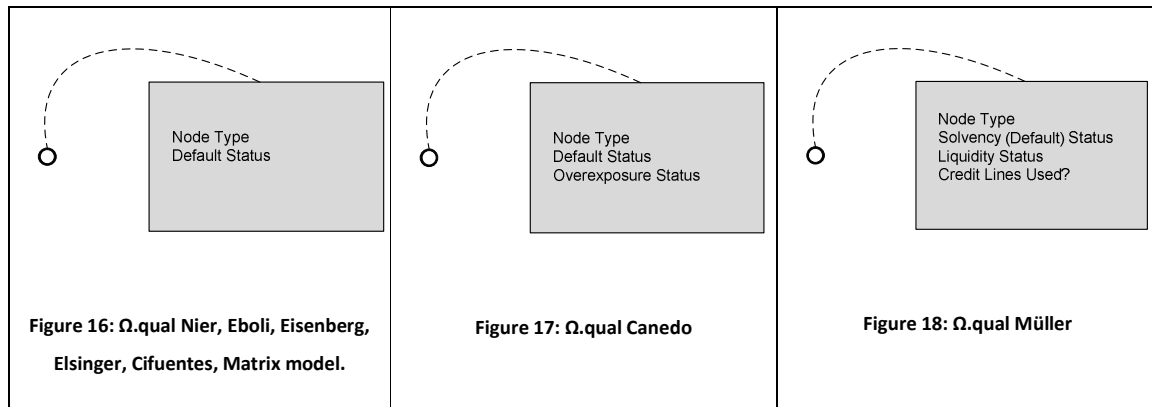 Node Type
Default Status
Figure 16: Ω.qual Nier, Eboli, Eisenberg,
Elsinger, Cifuentes, Matrix model.
Node Type
Default Status
Overexposure Status
Figure 17: Ω.qual Canedo
Node Type
Solvency (Default) Status
Liquidity Status
Credit Lines Used?
Figure 18: Ω.qual Müller